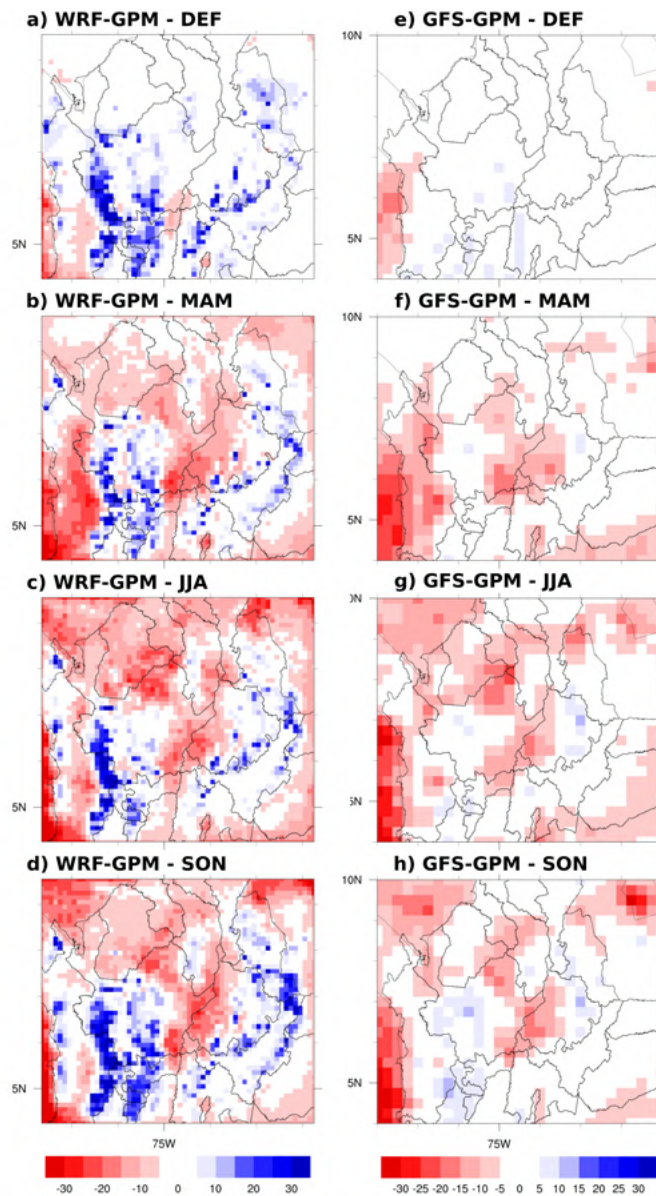 a) WRF-GPM - DEF
e) GFS-GPM - DEF
10N
5N
5N
b) WRF-GPM - MAM
f) GFS-GPM - MAM
10N
5N
5N
c) WRF-GPM - JJA
g) GFS-GPM - JJA
0N
5N
5N
d) WRF-GPM - SON
h) GFS-GPM - SON
10N
5N
5N
75W
75W
-30 -20 -10 0 10 20 30
-30 -25 -20 -15 -10 -5 0 5 10 15 20 25 30